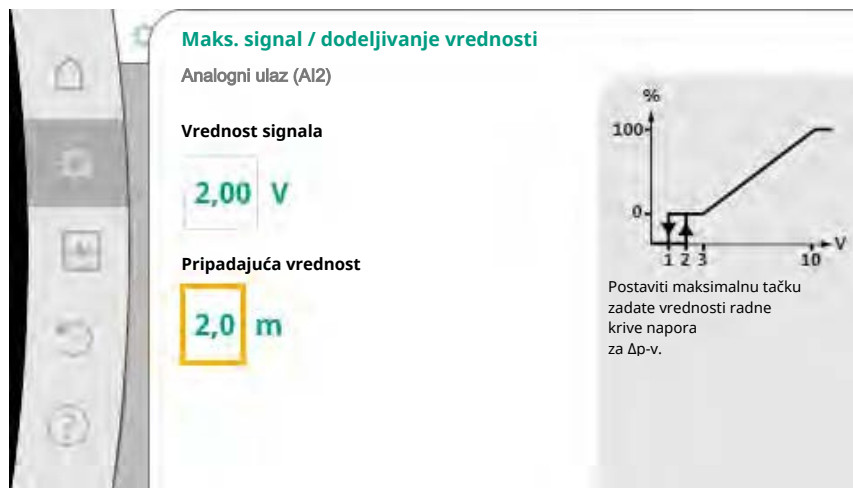 Maks. signal / dodeljivanje vrednosti
Analogni ulaz (AI2)
Vrednost signala
2,00 V
Pripadajuća vrednost
2,0 m
%
100
0
1 2 3 10 V
Postaviti maksimalnu tačku
zadate vrednosti radne
krive napora
za Δp-v.
?